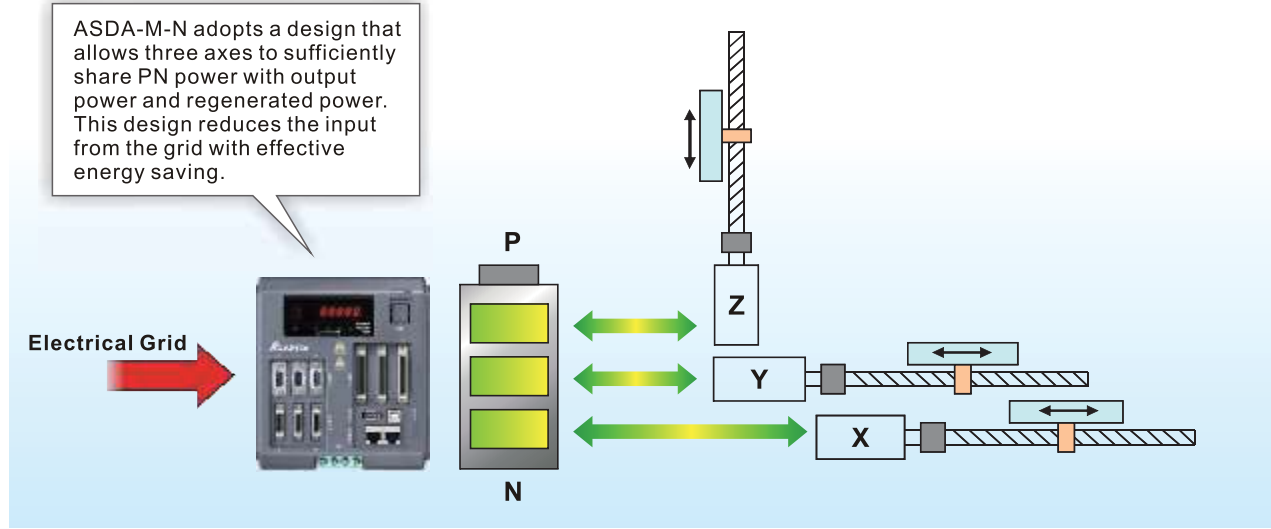 ASDA-M-N adopts a design that
allows three axes to sufficiently
share PN power with output
power and regenerated power.
This design reduces the input
from the grid with effective
energy saving.
P
Z
Electrical Grid
Y
X
N